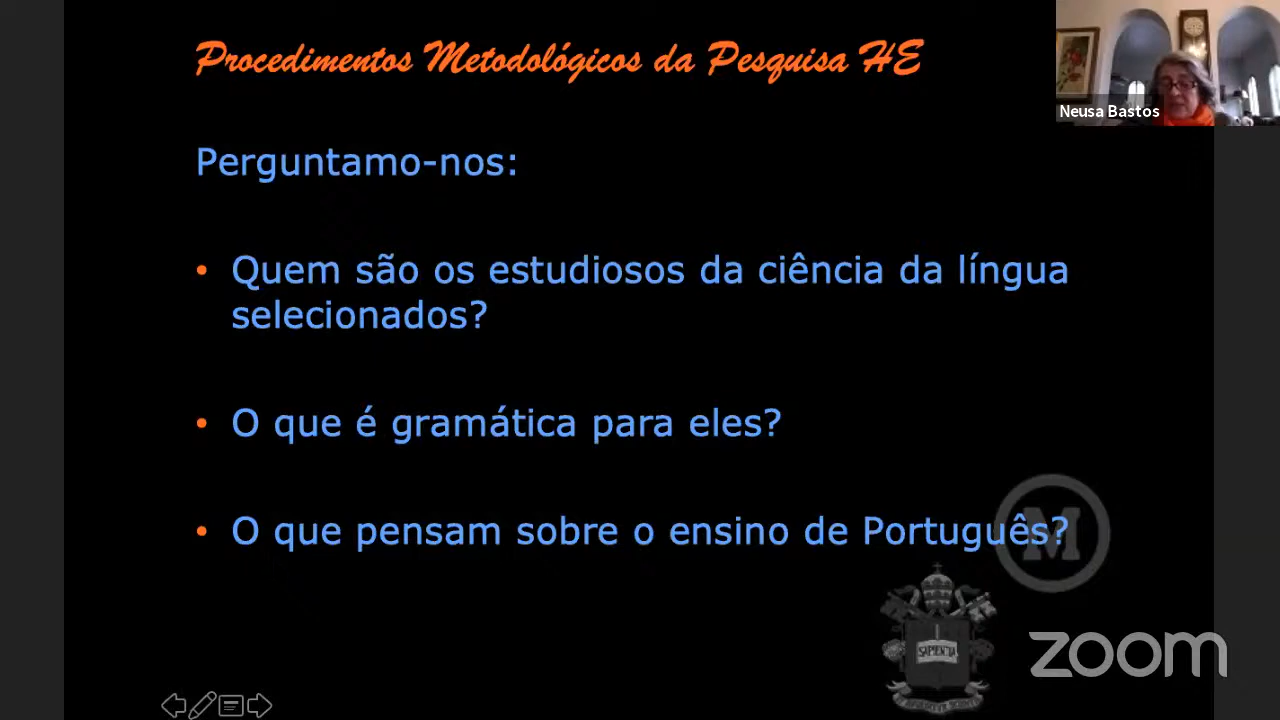 Procedimentos Metodológicos da Pesquisa HE
Neusa Bastos
Perguntamo-nos:
• Quem são os estudiosos da ciência da língua
selecionados?
• O que é gramática para eles?
• O que pensam sobre o ensino de Português?
M
SAPIENTIA
zoom